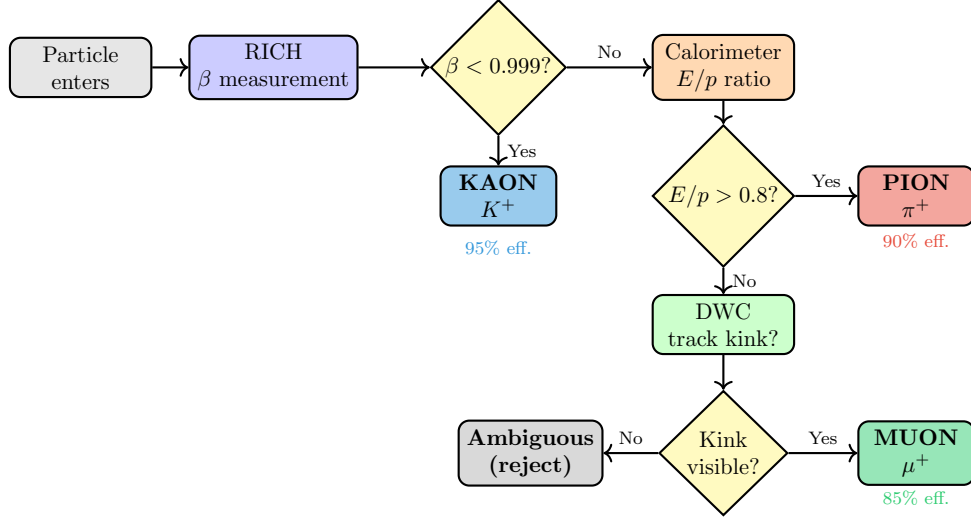 Particle
enters
RICH
β measurement
β < 0.999?
No
Calorimeter
E/p ratio
Yes
KAON
K⁺
95% eff.
E/p > 0.8?
Yes
PION
π⁺
90% eff.
No
DWC
track kink?
Ambiguous
(reject)
No
Kink
visible?
Yes
MUON
μ⁺
85% eff.